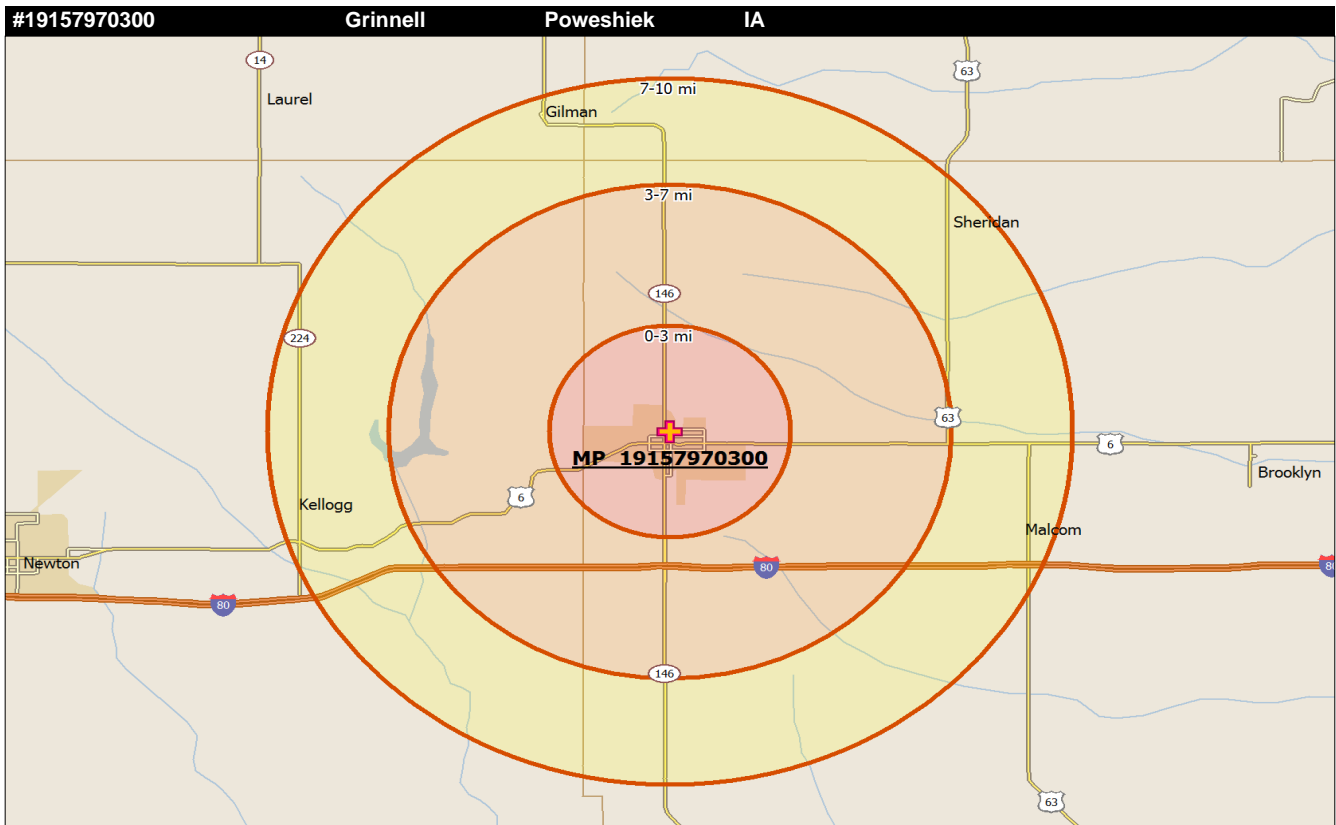 #19157970300 Grinnell Poweshiek IA
14
63
7-10 mi
Laurel
Gilman
3-7 mi
Sheridan
146
0-3 mi
224
63
6
MP 19157970300
Brooklyn
6
Kellogg
Malcom
Newton
80
80
80
146
63